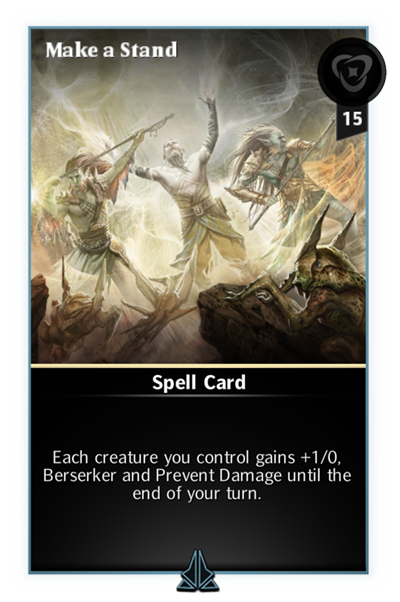 Make a Stand
15
Spell Card
Each creature you control gains +1/0,
Berserker and Prevent Damage until the
end of your turn.